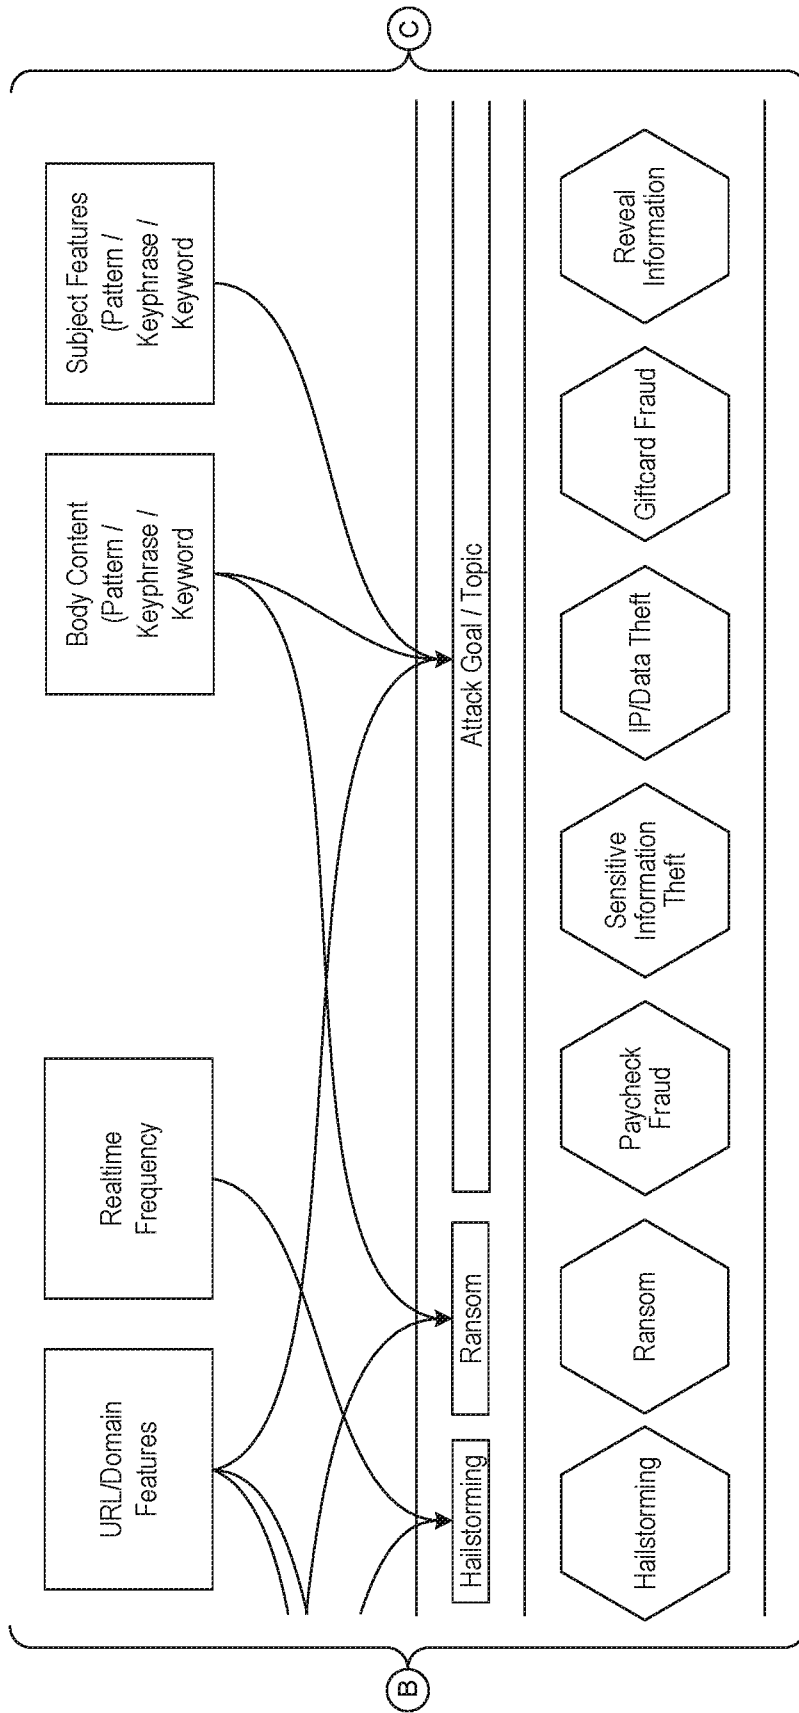 B
URL/Domain
Features
Realtime
Frequency
Body Content
(Pattern /
Keyphrase /
Keyword
Subject Features
(Pattern /
Keyphrase /
Keyword
Hailstorming
Ransom
Attack Goal / Topic
Hailstorming
Ransom
Paycheck
Fraud
Sensitive
Information
Theft
IP/Data Theft
Giftcard Fraud
Reveal
Information
C